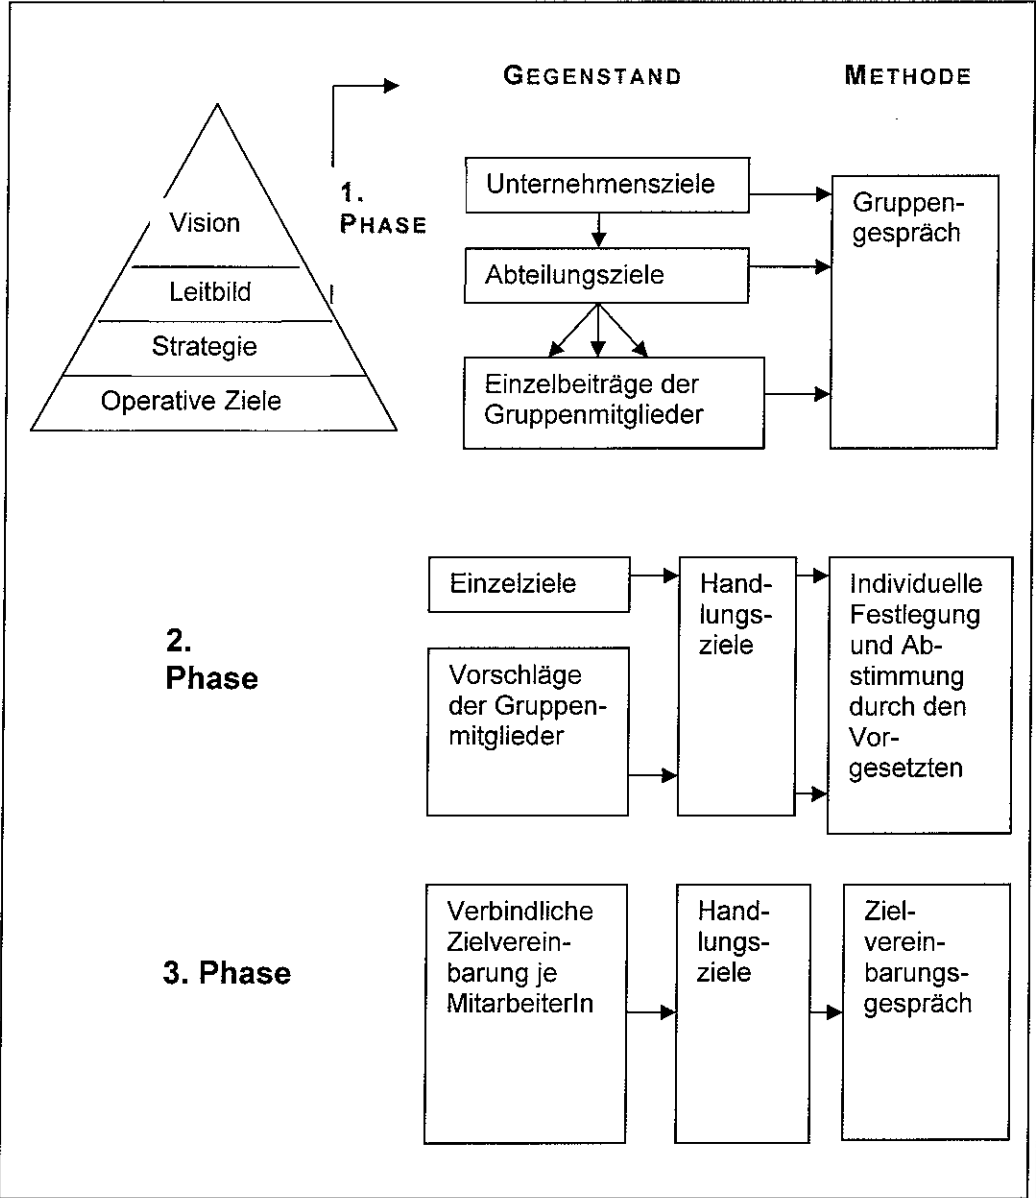 GEGENSTAND
METHODE
1.
PHASE
Vision
Leitbild
Strategie
Operative Ziele
Unternehmensziele
Abteilungsziele
Einzelbeiträge der
Gruppenmitglieder
Gruppen-
gespräch
2.
Phase
Einzelziele
Vorschläge
der Gruppen-
mitglieder
Hand-
lungs-
ziele
Individuelle
Festlegung
und Ab-
stimmung
durch den
Vor-
gesetzten
3. Phase
Verbindliche
Zielverein-
barung je
MitarbeiterIn
Hand-
lungs-
ziele
Ziel-
verein-
barungs-
gespräch